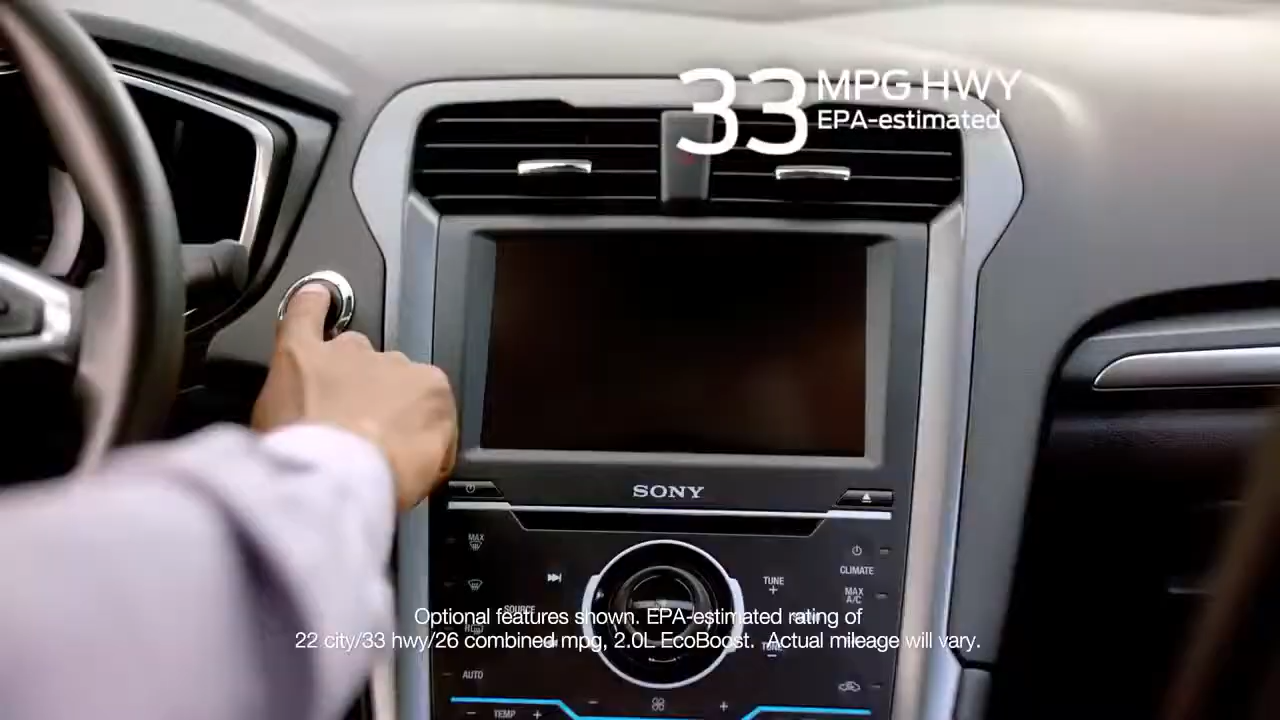 33 MPG HWY
EPA-estimated
SONY
MAX
CLIMATE
TUNE
+
MAX
A/C
SOURCE
Optional features shown. EPA-estimated rating of
22 city/33 hwy/26 combined mpg, 2.0L EcoBoost. Actual mileage will vary.
AUTO
− TEMP +
− +